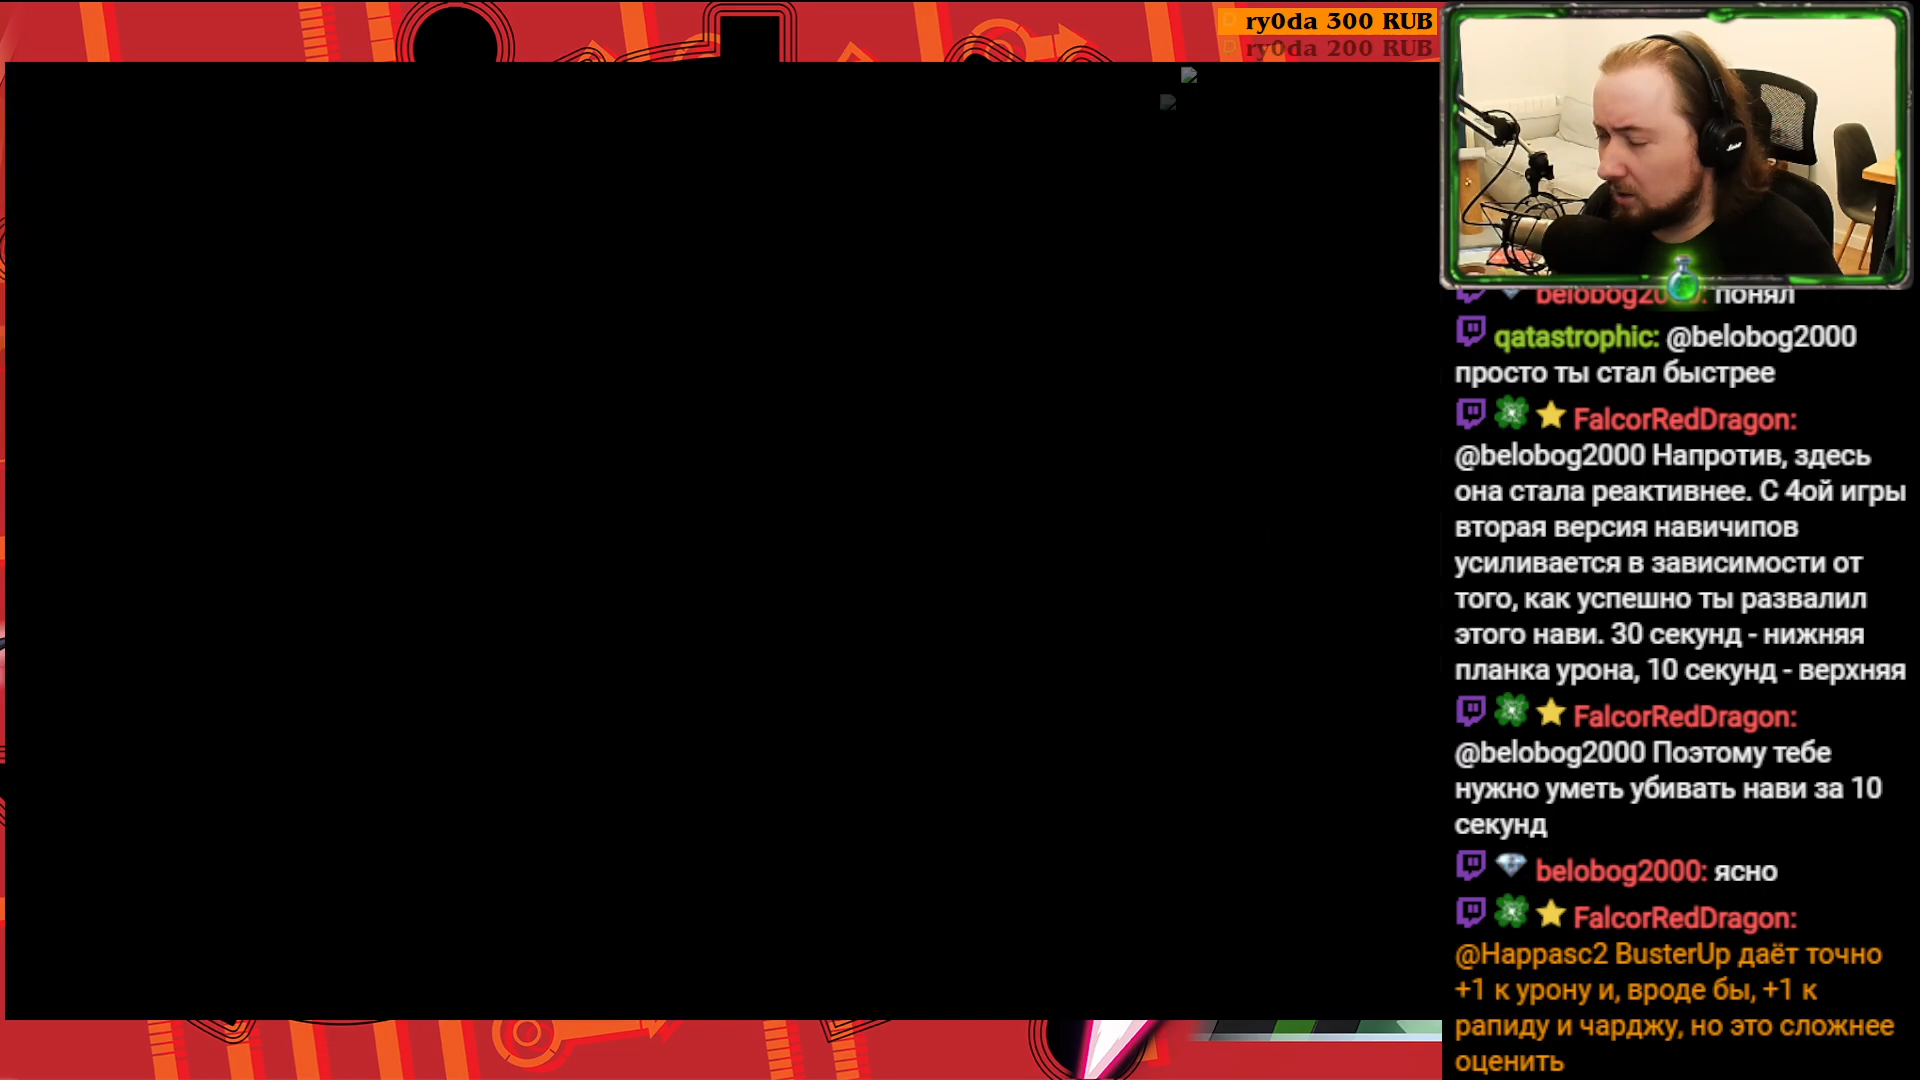 ry0da 300 RUB
ry0da 200 RUB
belobog2000: понял
qatastrophic: @belobog2000
просто ты стал быстрее
FalcorRedDragon:
@belobog2000 Напротив, здесь
она стала реактивнее. С 4ой игры
вторая версия навичипов
усиливается в зависимости от
того, как успешно ты развалил
этого нави. 30 секунд - нижняя
планка урона, 10 секунд - верхняя
FalcorRedDragon:
@belobog2000 Поэтому тебе
нужно уметь убивать нави за 10
секунд
belobog2000: ясно
FalcorRedDragon:
@Happasc2 BusterUp даёт точно
+1 к урону и, вроде бы, +1 к
рапиду и чарджу, но это сложнее
оценить